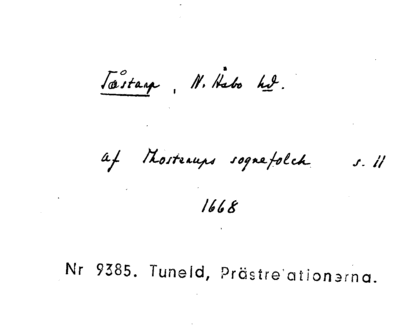 Tåstarp, N. Åsbo hd.
af Thosterups sognefolck s. 11
1668
Nr 9385. Tuneld, Prästrelationerna.